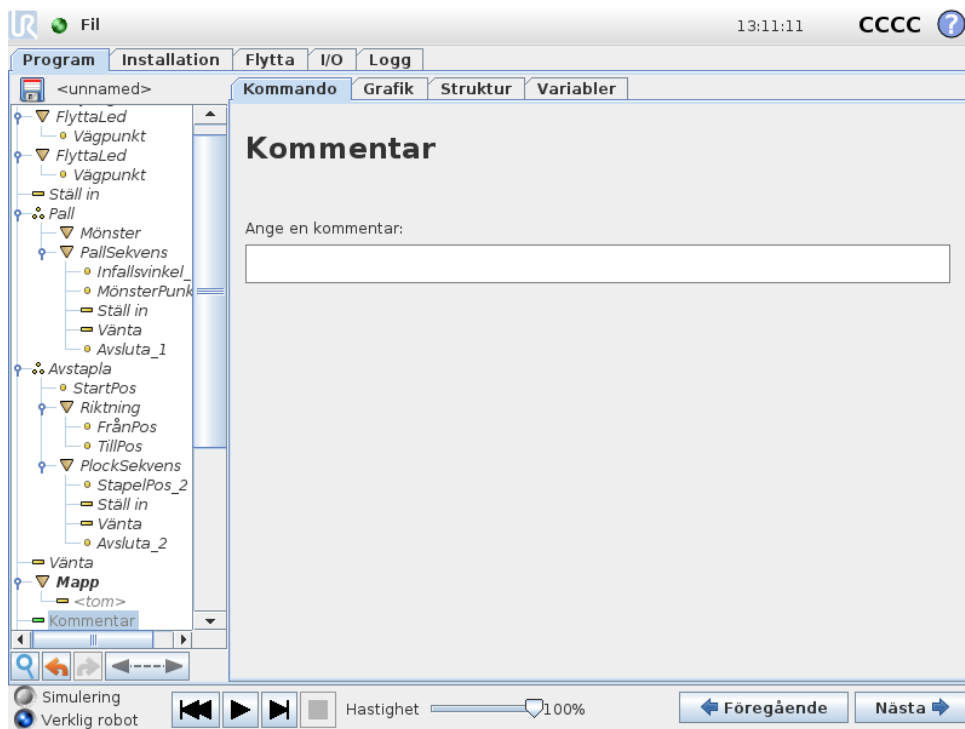 UR Fil 13:11:11 CCCC ?
Program Installation Flytta I/O Logg
<unnamed>
Kommando Grafik Struktur Variabler
FlyttaLed
Vägpunkt
FlyttaLed
Vägpunkt
Ställ in
Pall
Mönster
PallSekvens
Infallsvinkel_
MönsterPunk
Ställ in
Vänta
Avsluta_1
Avstapla
StartPos
Riktning
FrånPos
TillPos
PlockSekvens
StapelPos_2
Ställ in
Vänta
Avsluta_2
Vänta
Mapp
<tom>
Kommentar
Kommentar
Ange en kommentar:
Simulering
Verklig robot
Hastighet 100%
Föregående
Nästa